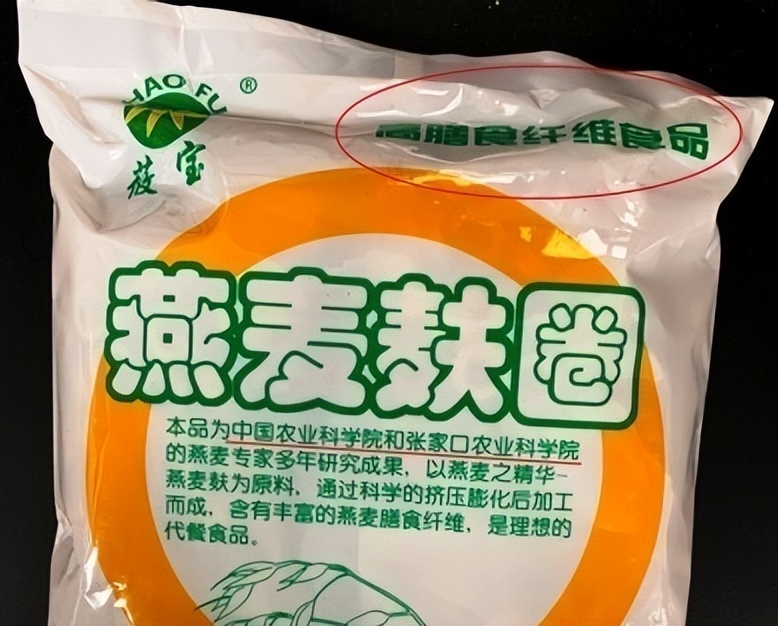 HAO FU®
莜宝
高膳食纤维食品
燕麦麸圈
本品为中国农业科学院和张家口农业科学院
的燕麦专家多年研究成果，以燕麦之精华—
燕麦麸为原料，通过科学的挤压膨化后加工
而成，含有丰富的燕麦膳食纤维，是理想的
代餐食品。